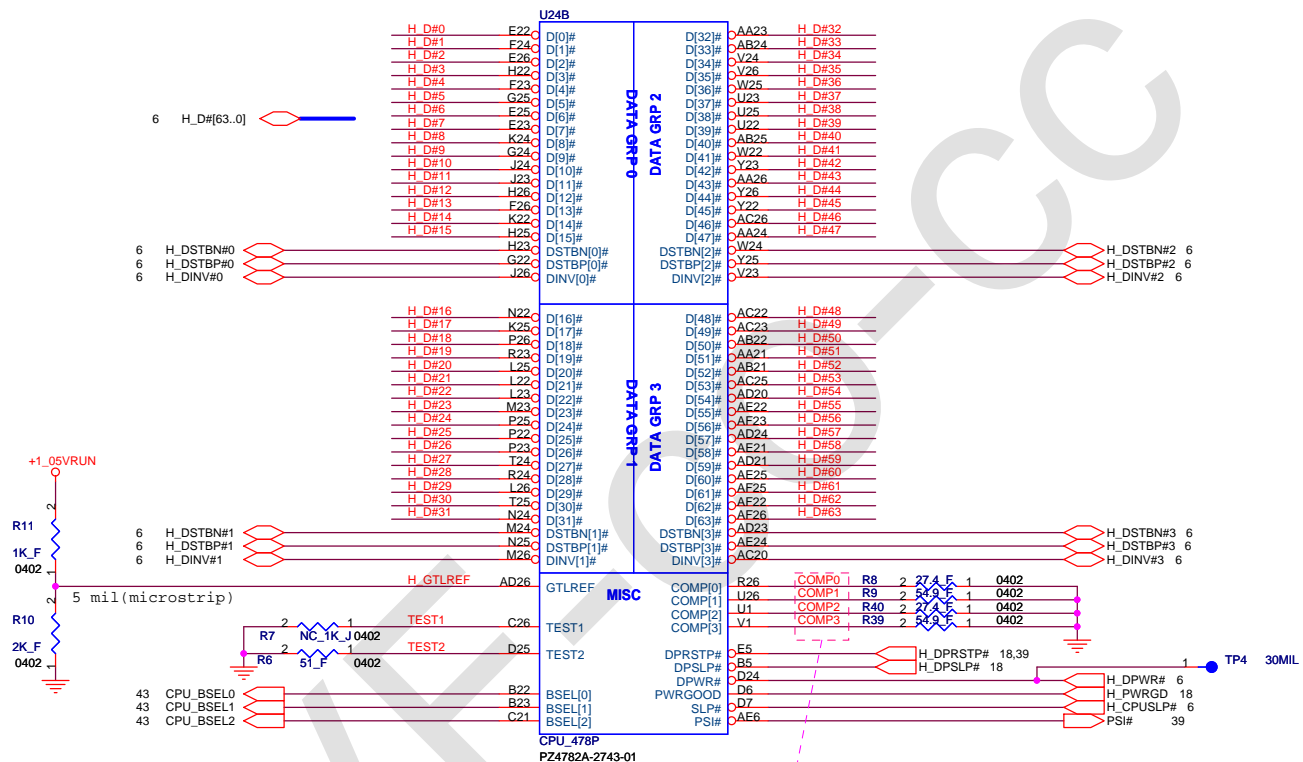 U24B
H_D#0 E22 D[0]# D[32]# AA23 H_D#32
H_D#1 F24 D[1]# D[33]# AB24 H_D#33
H_D#2 E26 D[2]# D[34]# V24 H_D#34
H_D#3 H22 D[3]# D[35]# V26 H_D#35
H_D#4 F23 D[4]# D[36]# W25 H_D#36
H_D#5 G25 D[5]# D[37]# U23 H_D#37
H_D#6 E25 D[6]# D[38]# U25 H_D#38
H_D#7 E23 D[7]# D[39]# U22 H_D#39
H_D#8 K24 D[8]# D[40]# AB25 H_D#40
H_D#9 G24 D[9]# D[41]# W22 H_D#41
H_D#10 J24 D[10]# D[42]# Y23 H_D#42
H_D#11 J23 D[11]# D[43]# AA26 H_D#43
H_D#12 H26 D[12]# D[44]# Y26 H_D#44
H_D#13 F26 D[13]# D[45]# Y22 H_D#45
H_D#14 K22 D[14]# D[46]# AC26 H_D#46
H_D#15 H25 D[15]# D[47]# AA24 H_D#47
6 H_D#[63..0]
DATA GRP 0
DATA GRP 2
6 H_DSTBN#0 H23 DSTBN[0]# DSTBN[2]# W24 H_DSTBN#2 6
6 H_DSTBP#0 G22 DSTBP[0]# DSTBP[2]# Y25 H_DSTBP#2 6
6 H_DINV#0 J26 DINV[0]# DINV[2]# V23 H_DINV#2 6
H_D#16 N22 D[16]# D[48]# AC22 H_D#48
H_D#17 K25 D[17]# D[49]# AC23 H_D#49
H_D#18 P26 D[18]# D[50]# AB22 H_D#50
H_D#19 R23 D[19]# D[51]# AA21 H_D#51
H_D#20 L25 D[20]# D[52]# AB21 H_D#52
H_D#21 L22 D[21]# D[53]# AC25 H_D#53
H_D#22 L23 D[22]# D[54]# AD20 H_D#54
H_D#23 M23 D[23]# D[55]# AE22 H_D#55
H_D#24 P25 D[24]# D[56]# AF23 H_D#56
H_D#25 P22 D[25]# D[57]# AD24 H_D#57
H_D#26 P23 D[26]# D[58]# AE21 H_D#58
H_D#27 T24 D[27]# D[59]# AD21 H_D#59
H_D#28 R24 D[28]# D[60]# AE25 H_D#60
H_D#29 L26 D[29]# D[61]# AF25 H_D#61
H_D#30 T25 D[30]# D[62]# AF22 H_D#62
H_D#31 N24 D[31]# D[63]# AF26 H_D#63
DATA GRP 1
DATA GRP 3
6 H_DSTBN#1 M24 DSTBN[1]# DSTBN[3]# AD23 H_DSTBN#3 6
6 H_DSTBP#1 N25 DSTBP[1]# DSTBP[3]# AE24 H_DSTBP#3 6
6 H_DINV#1 M26 DINV[1]# DINV[3]# AC20 H_DINV#3 6
+1_05VRUN
2
R11
1K_F
0402
1
H_GTLREF AD26 GTLREF
5 mil(microstrip)
2
R10
2K_F
0402
1
MISC
COMP[0] R26 COMP0 R8 2 27.4_F 1 0402
COMP[1] U26 COMP1 R9 2 54.9_F 1 0402
COMP[2] U1 COMP2 R40 2 27.4_F 1 0402
COMP[3] V1 COMP3 R39 2 54.9_F 1 0402
R7 2 NC_1K_J 1 0402 TEST1 C26 TEST1
R6 2 51_F 1 0402 TEST2 D25 TEST2
DPRSTP# E5 H_DPRSTP# 18,39
DPSLP# B5 H_DPSLP# 18
DPWR# D24 H_DPWR# 6
1 TP4 30MIL
43 CPU_BSEL0 B22 BSEL[0] PWRGOOD D6 H_PWRGD 18
43 CPU_BSEL1 B23 BSEL[1] SLP# D7 H_CPUSLP# 6
43 CPU_BSEL2 C21 BSEL[2] PSI# AE6 PSI# 39
CPU_478P
PZ4782A-2743-01